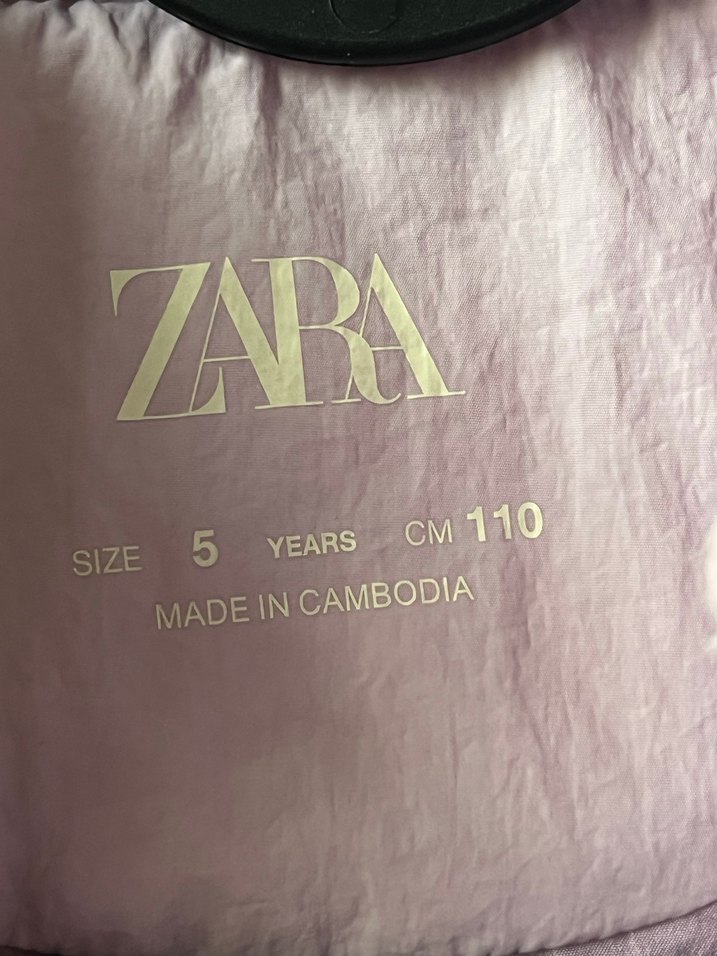 ZARA
SIZE 5 YEARS CM 110
MADE IN CAMBODIA